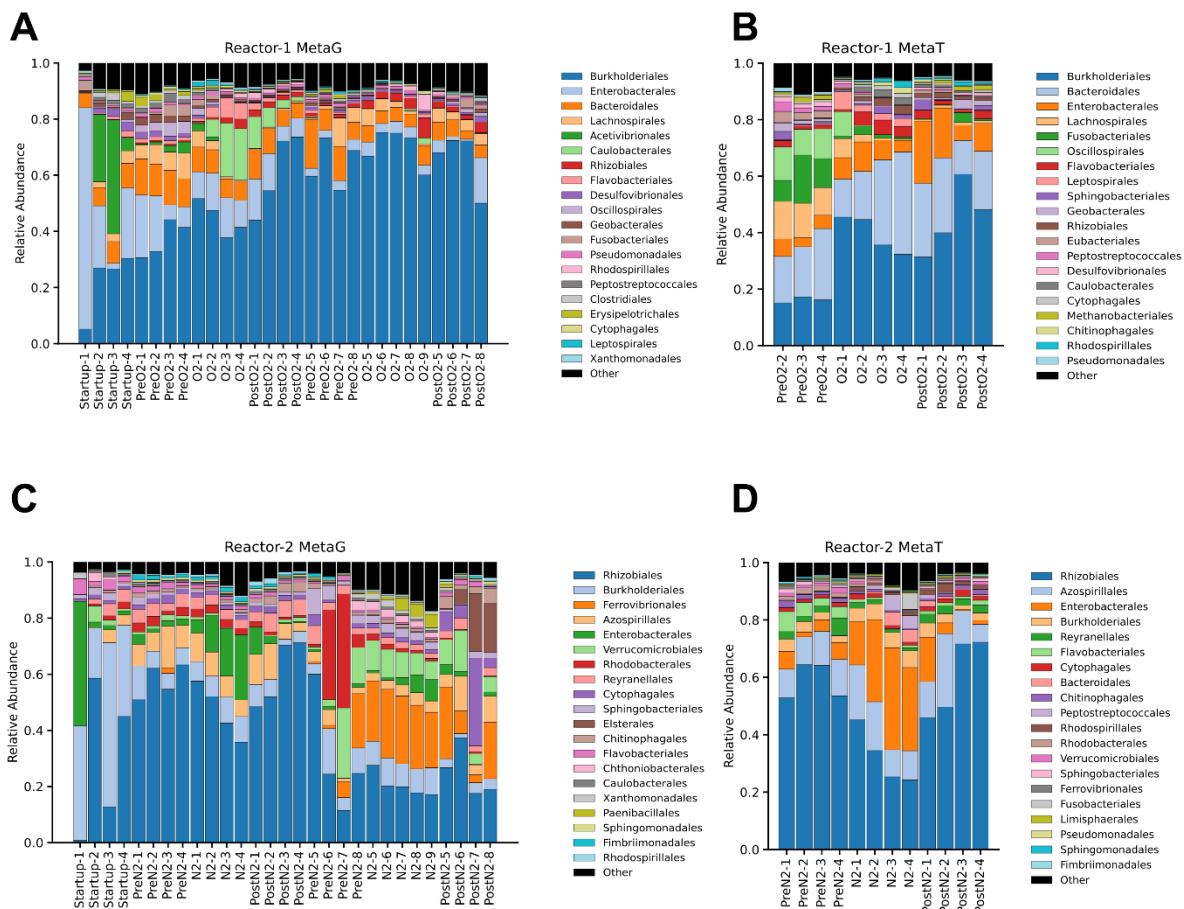 A
Reactor-1 MetaG
Relative Abundance
1.0
0.8
0.6
0.4
0.2
0.0
Startup-1
Startup-2
Startup-3
Startup-4
PreO2-1
PreO2-2
PreO2-3
PreO2-4
O2-1
O2-2
O2-3
O2-4
PostO2-1
PostO2-2
PostO2-3
PostO2-4
PreO2-5
PreO2-6
PreO2-7
PreO2-8
O2-5
O2-6
O2-7
O2-8
O2-9
PostO2-5
PostO2-6
PostO2-7
PostO2-8
Burkholderiales
Enterobacterales
Bacteroidales
Lachnospirales
Acetivibrionales
Caulobacterales
Rhizobiales
Flavobacteriales
Desulfovibrionales
Oscillospirales
Geobacterales
Fusobacteriales
Pseudomonadales
Rhodospirillales
Peptostreptococcales
Clostridiales
Erysipelotrichales
Cytophagales
Leptospirales
Xanthomonadales
Other
B
Reactor-1 MetaT
Relative Abundance
1.0
0.8
0.6
0.4
0.2
0.0
PreO2-2
PreO2-3
PreO2-4
O2-1
O2-2
O2-3
O2-4
PostO2-1
PostO2-2
PostO2-3
PostO2-4
Burkholderiales
Bacteroidales
Enterobacterales
Lachnospirales
Fusobacteriales
Oscillospirales
Flavobacteriales
Leptospirales
Sphingobacteriales
Geobacterales
Rhizobiales
Eubacteriales
Peptostreptococcales
Desulfovibrionales
Caulobacterales
Cytophagales
Methanobacteriales
Chitinophagales
Rhodospirillales
Pseudomonadales
Other
C
Reactor-2 MetaG
Relative Abundance
1.0
0.8
0.6
0.4
0.2
0.0
Startup-1
Startup-2
Startup-3
Startup-4
PreN2-1
PreN2-2
PreN2-3
PreN2-4
N2-1
N2-2
N2-3
N2-4
PostN2-1
PostN2-2
PostN2-3
PostN2-4
PreN2-5
PreN2-6
PreN2-7
PreN2-8
N2-5
N2-6
N2-7
N2-8
N2-9
PostN2-5
PostN2-6
PostN2-7
PostN2-8
Rhizobiales
Burkholderiales
Ferrovibrionales
Azospirillales
Enterobacterales
Verrucomicrobiales
Rhodobacterales
Reyranellales
Cytophagales
Sphingobacteriales
Elsterales
Chitinophagales
Flavobacteriales
Chthoniobacterales
Caulobacterales
Xanthomonadales
Paenibacillales
Sphingomonadales
Fimbriimonadales
Rhodospirillales
Other
D
Reactor-2 MetaT
Relative Abundance
1.0
0.8
0.6
0.4
0.2
0.0
PreN2-1
PreN2-2
PreN2-3
PreN2-4
N2-1
N2-2
N2-3
N2-4
PostN2-1
PostN2-2
PostN2-3
PostN2-4
Rhizobiales
Azospirillales
Enterobacterales
Burkholderiales
Reyranellales
Flavobacteriales
Cytophagales
Bacteroidales
Chitinophagales
Peptostreptococcales
Rhodospirillales
Rhodobacterales
Verrucomicrobiales
Sphingobacteriales
Ferrovibrionales
Fusobacteriales
Limisphaerales
Pseudomonadales
Sphingomonadales
Fimbriimonadales
Other